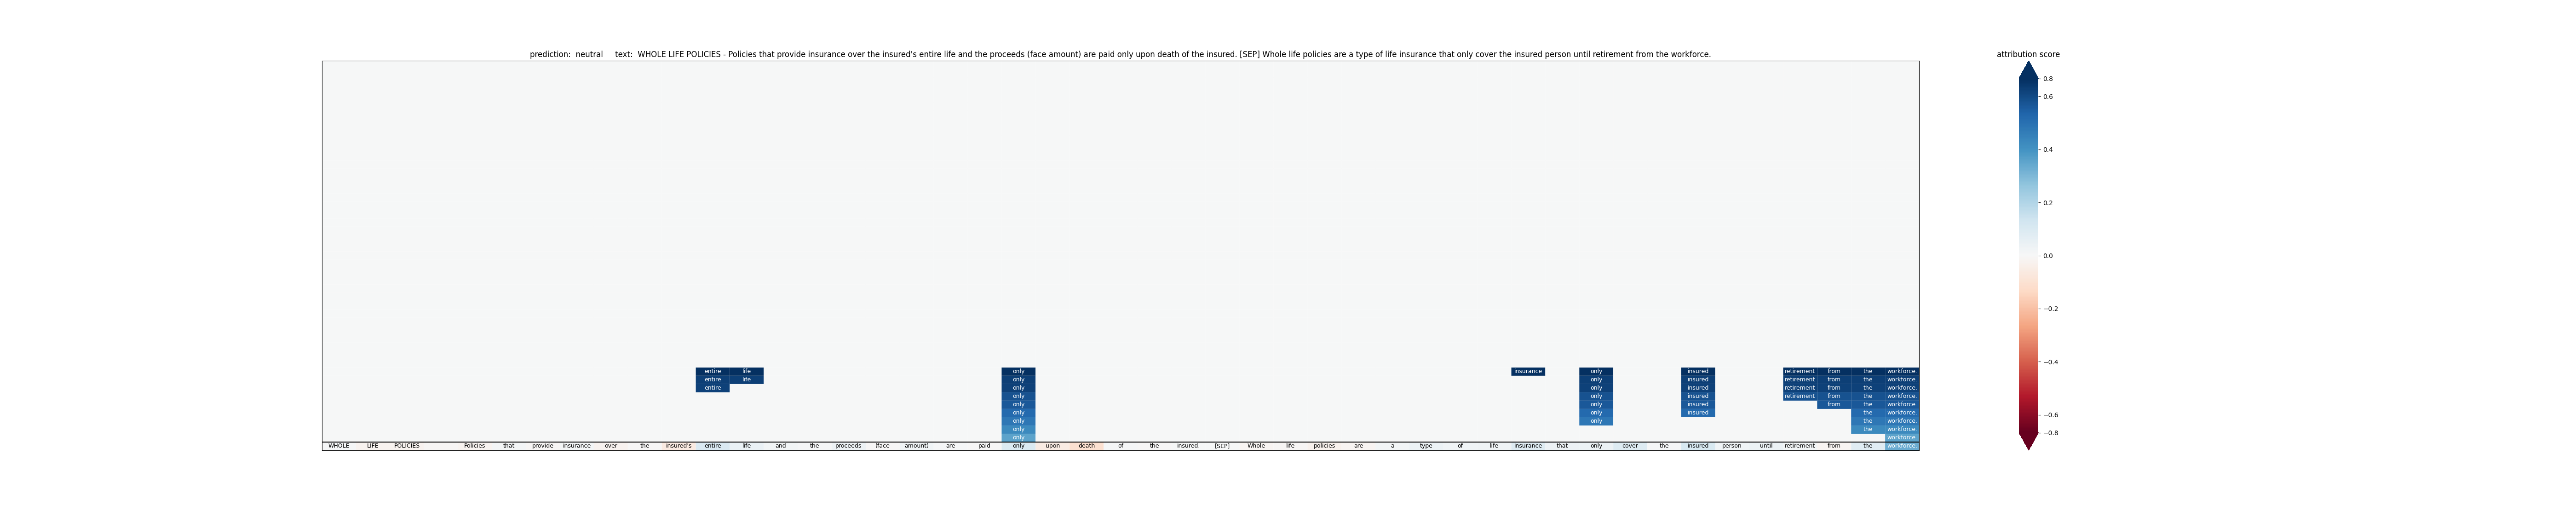 prediction:  neutral     text:  WHOLE LIFE POLICIES - Policies that provide insurance over the insured's entire life and the proceeds (face amount) are paid only upon death of the insured. [SEP] Whole life policies are a type of life insurance that only cover the insured person until retirement from the workforce.
attribution score
0.8
0.6
0.4
0.2
0.0
−0.2
−0.4
−0.6
−0.8
entire life only insurance only insured retirement from the workforce.
entire life only only insured retirement from the workforce.
entire only only insured retirement from the workforce.
only only insured retirement from the workforce.
only only insured from the workforce.
only only insured the workforce.
only only the workforce.
only the workforce.
only workforce.
WHOLE LIFE POLICIES - Policies that provide insurance over the insured's entire life and the proceeds (face amount) are paid only upon death of the insured. [SEP] Whole life policies are a type of life insurance that only cover the insured person until retirement from the workforce.